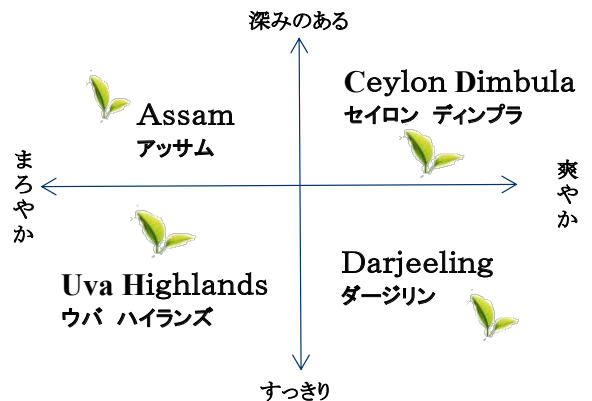 深みのある
Ceylon Dimbula
セイロン ディンプラ
Assam
アッサム
まろやか
爽やか
Darjeeling
ダージリン
Uva Highlands
ウバ ハイランズ
すっきり